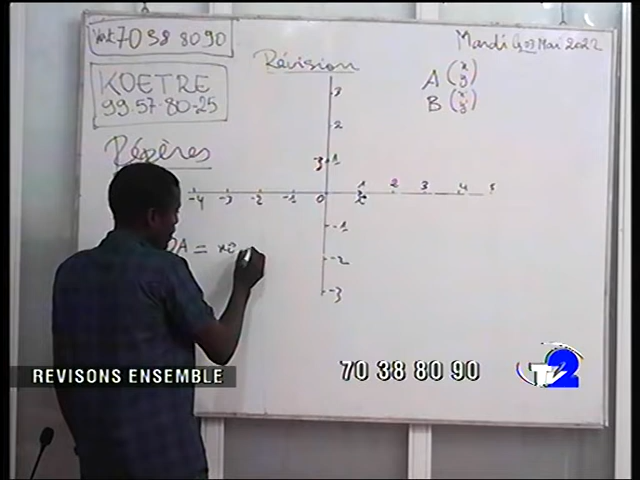 70 38 80 90
Mardi 03 Mai 2022
KOETRE
99-57-80-25
Révision
A (x y)
B (x y)
Repères
3
2
1
-4 -3 -2 -1 0 1 2 3 4 5
-1
-2
-3
OA = xi
REVISONS ENSEMBLE
70 38 80 90
TV2